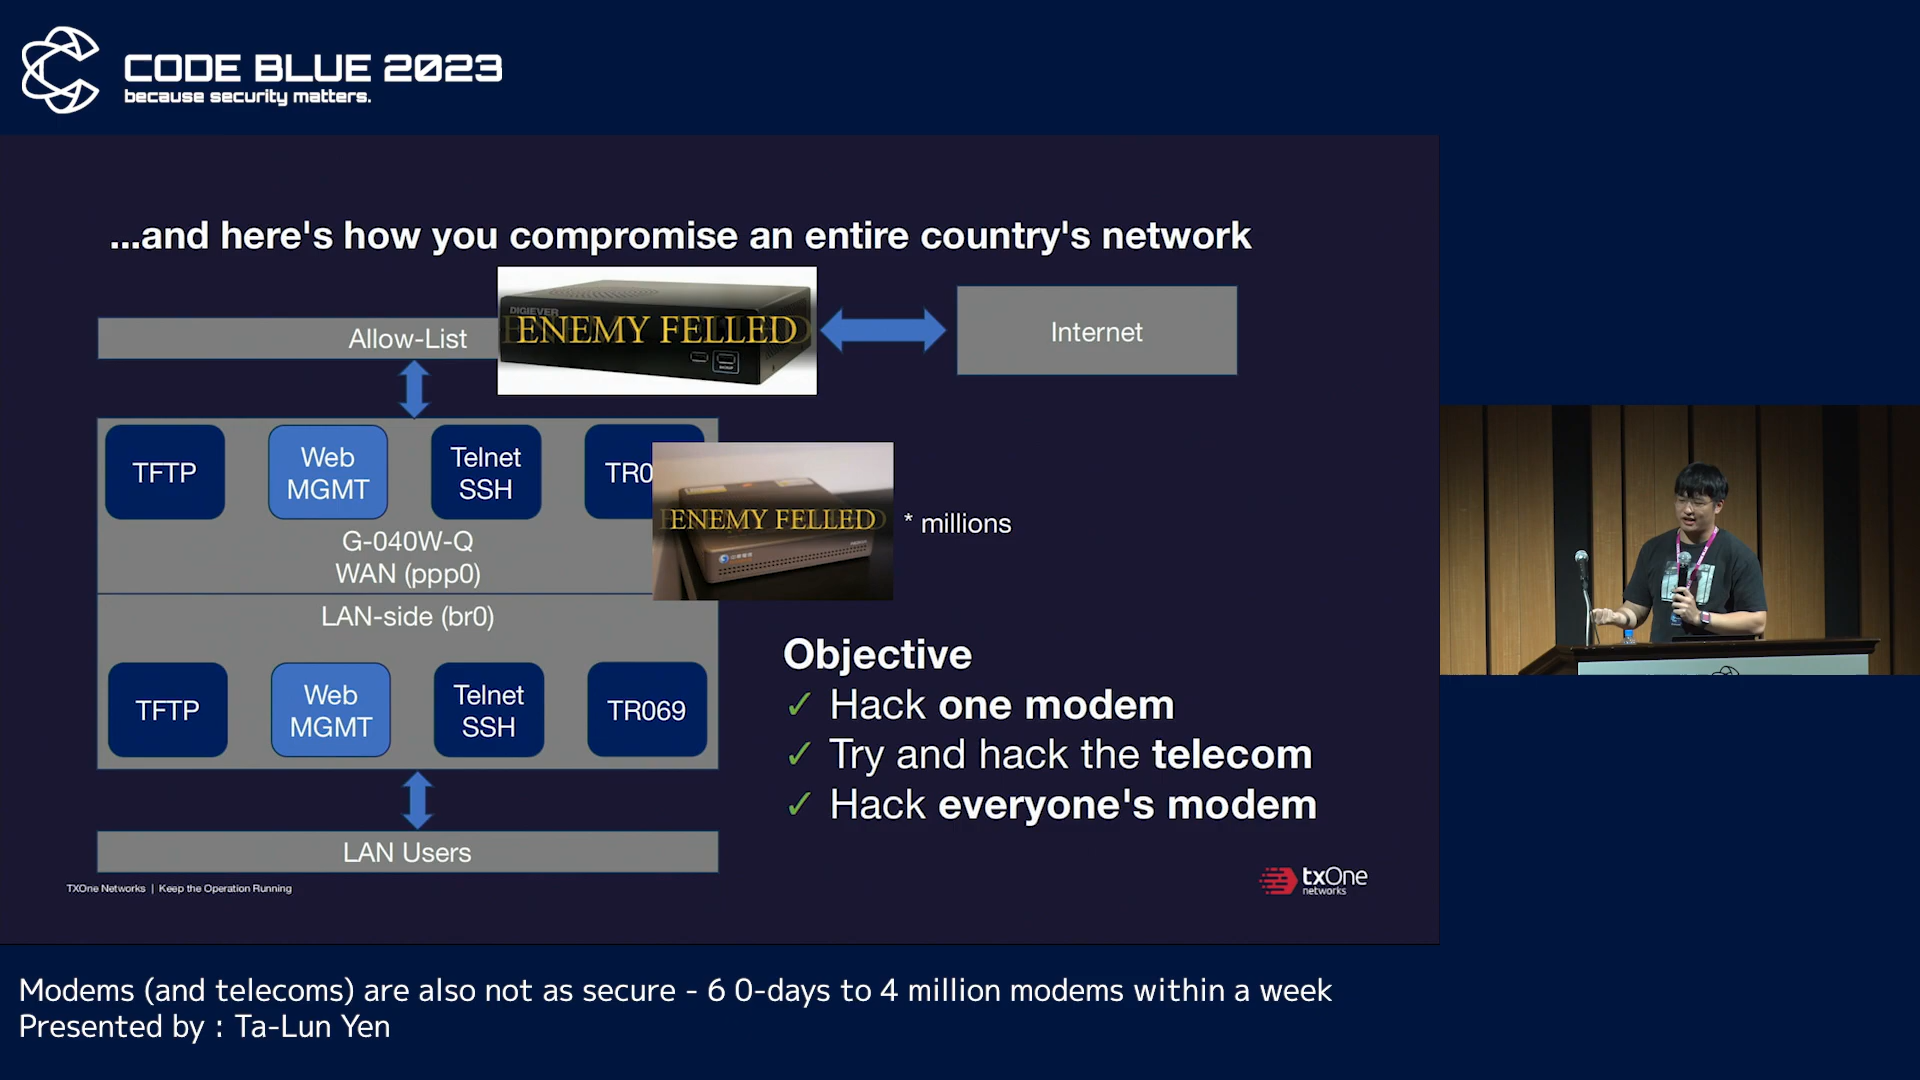 CODE BLUE 2023
because security matters.
...and here's how you compromise an entire country's network
Allow-List
DIGIEVER
ENEMY FELLED
Internet
TFTP
Web
MGMT
Telnet
SSH
TR0
G-040W-Q
WAN (ppp0)
ENEMY FELLED
* millions
LAN-side (br0)
TFTP
Web
MGMT
Telnet
SSH
TR069
LAN Users
Objective
✓ Hack one modem
✓ Try and hack the telecom
✓ Hack everyone's modem
TXOne Networks | Keep the Operation Running
txOne
networks
Modems (and telecoms) are also not as secure - 6 0-days to 4 million modems within a week
Presented by : Ta-Lun Yen